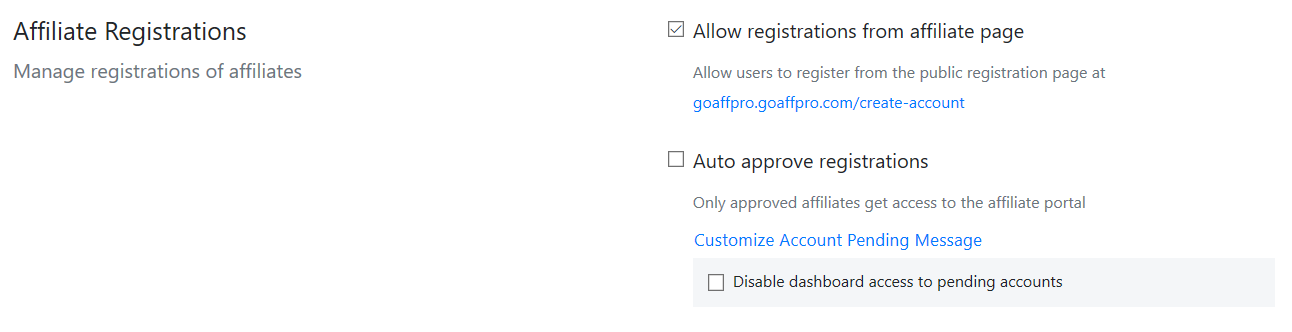 Affiliate Registrations
Manage registrations of affiliates
Allow registrations from affiliate page
Allow users to register from the public registration page at
goaffpro.goaffpro.com/create-account
Auto approve registrations
Only approved affiliates get access to the affiliate portal
Customize Account Pending Message
Disable dashboard access to pending accounts